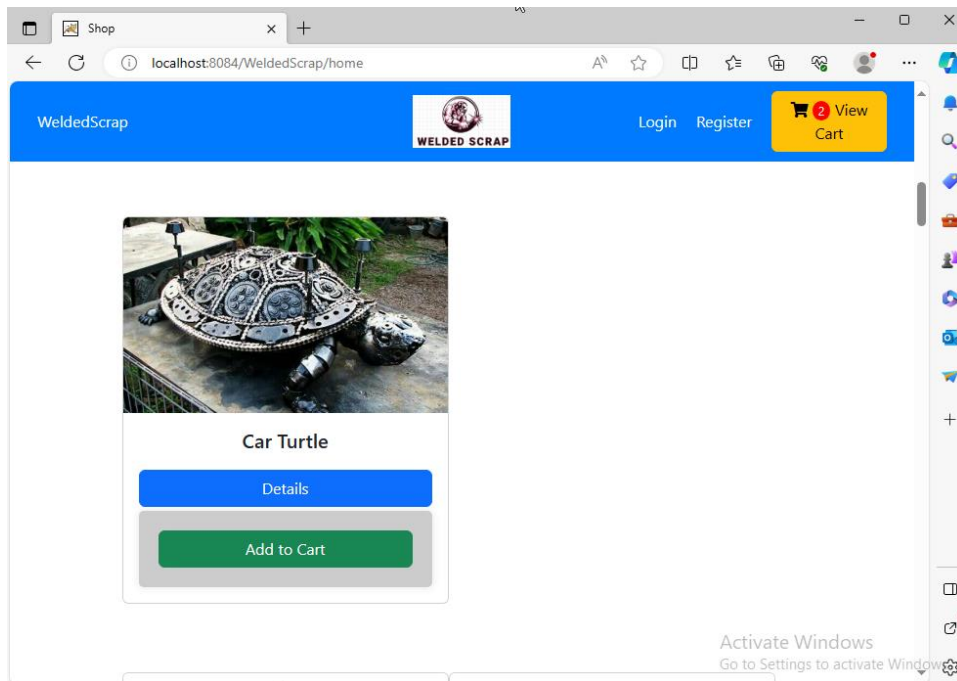 Shop
localhost:8084/WeldedScrap/home
WeldedScrap
WELDED SCRAP
Login
Register
2 View
Cart
Car Turtle
Details
Add to Cart
Activate Windows
Go to Settings to activate Windows